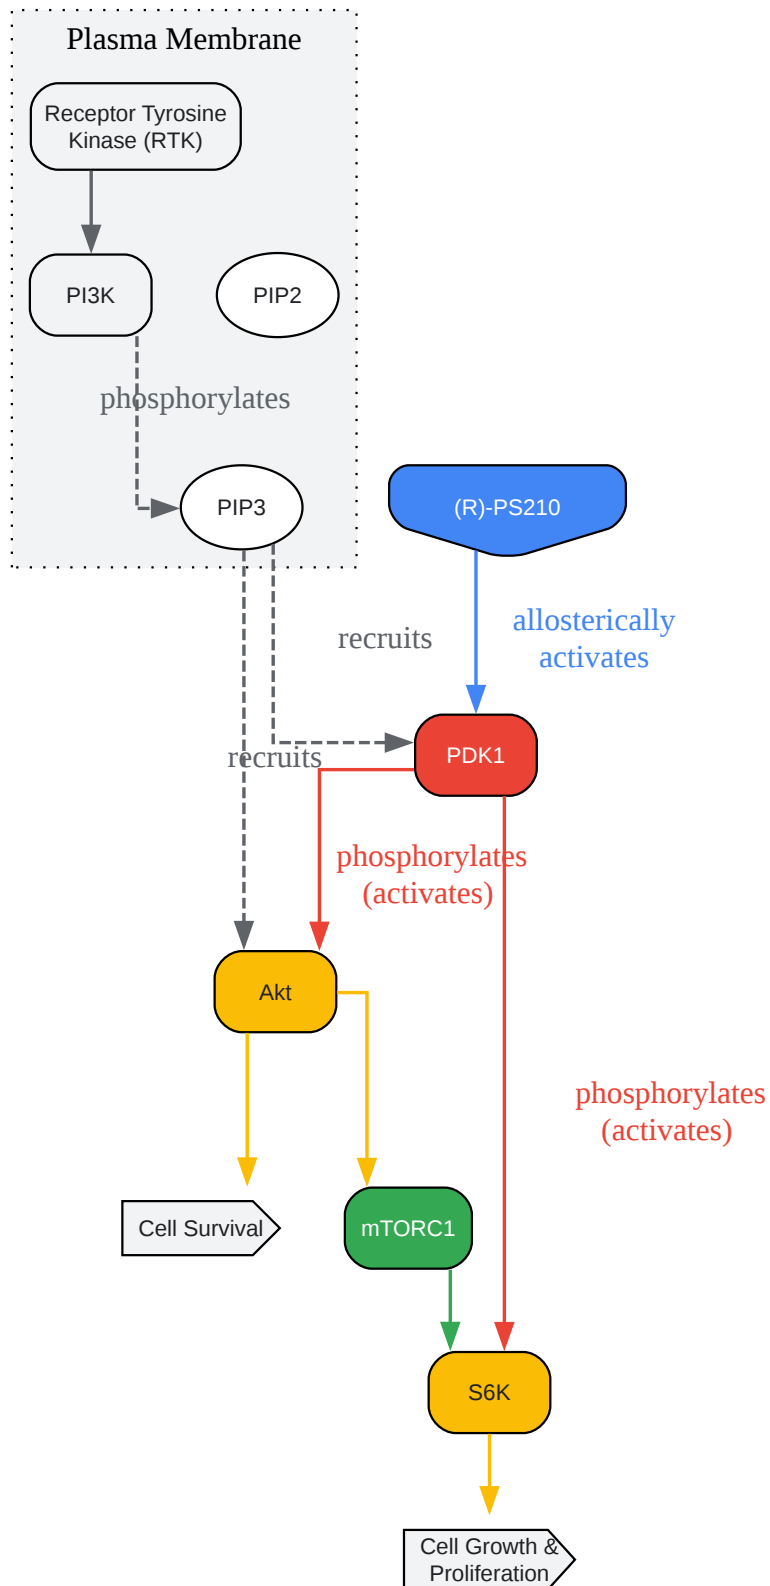 Plasma Membrane
Receptor Tyrosine
Kinase (RTK)
PI3K
PIP2
phosphorylates
PIP3
(R)-PS210
recruits
allosterically
activates
PDK1
recruits
phosphorylates
(activates)
Akt
phosphorylates
(activates)
Cell Survival
mTORC1
S6K
Cell Growth &
Proliferation